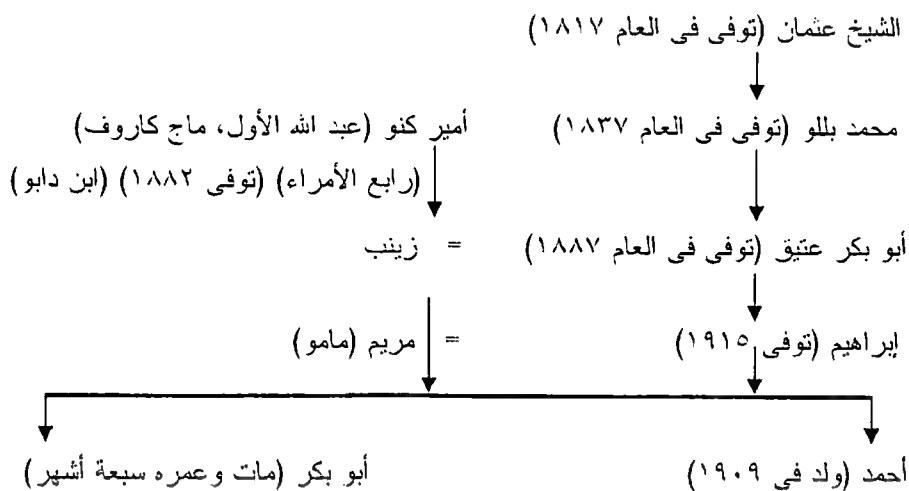 الشيخ عثمان (توفى فى العام ١٨١٧)
محمد بللو (توفى فى العام ١٨٣٧) أمير كنو (عبد الله الأول، ماج كاروف)
(رابع الأمراء) (توفى ١٨٨٢) (ابن دابو)
أبو بكر عتيق (توفى فى العام ١٨٨٧) = زينب
إبراهيم (توفى ١٩١٥) = مريم (مامو)
أحمد (ولد فى ١٩٠٩) أبو بكر (مات وعمره سبعة أشهر)